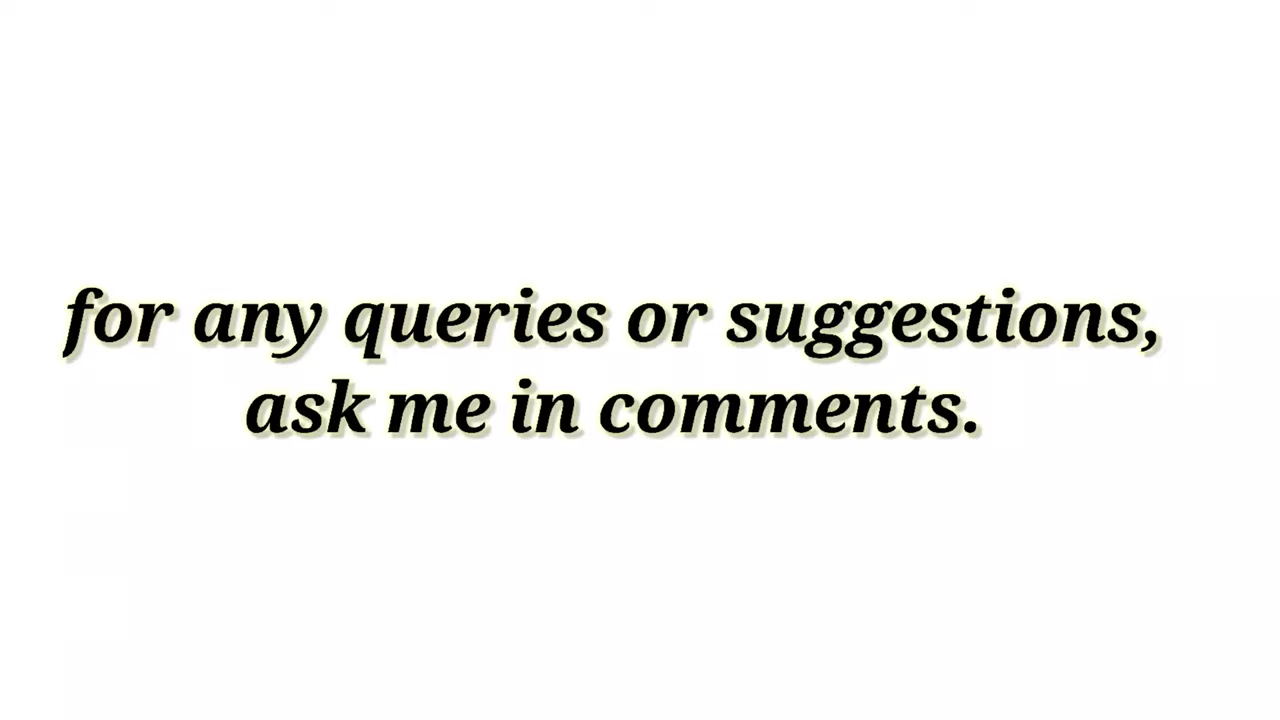 for any queries or suggestions,
ask me in comments.